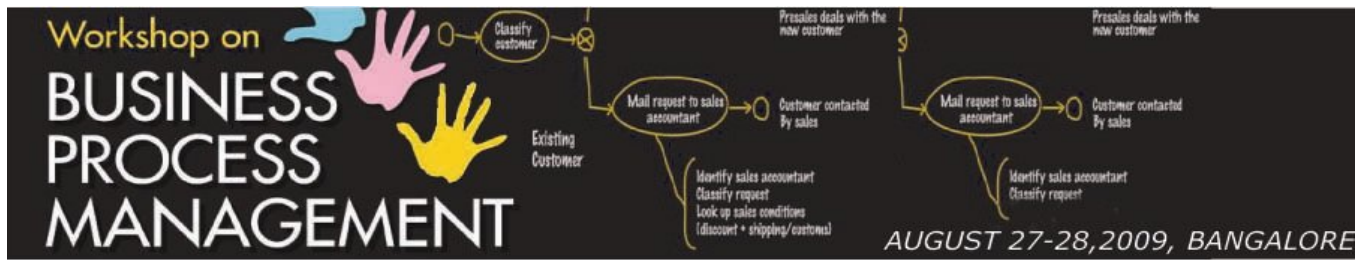 Workshop on
BUSINESS
PROCESS
MANAGEMENT
Classify
customer
Existing
Customer
Presales deals with the
new customer
Mail request to sales
accountant
Customer contacted
By sales
Identify sales accountant
Classify request
Look up sales conditions
(discount + shipping/customs)
Presales deals with the
new customer
Mail request to sales
accountant
Customer contacted
By sales
Identify sales accountant
Classify request
AUGUST 27-28,2009, BANGALORE